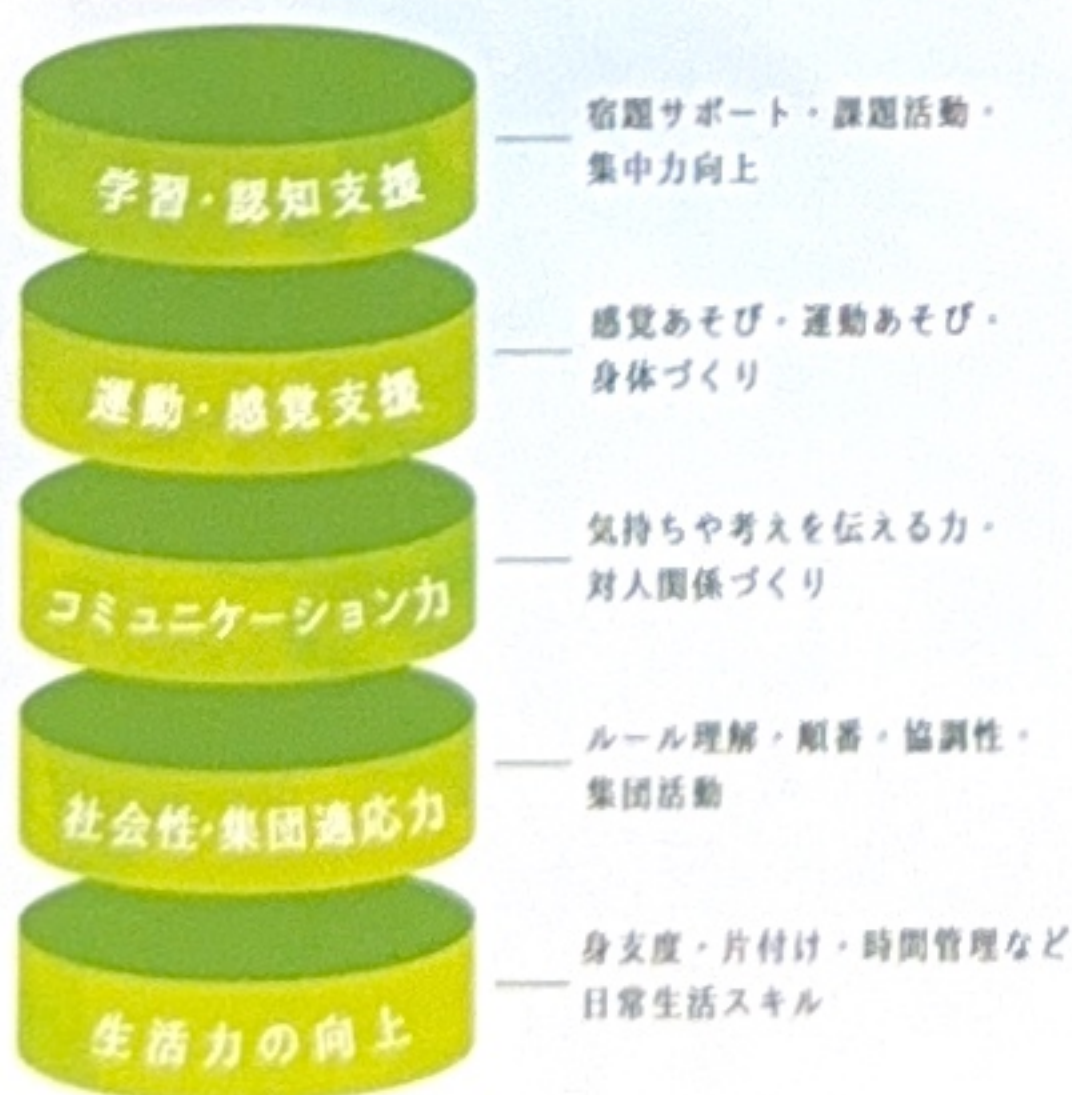 学習・認知支援
宿題サポート・課題活動・
集中力向上
運動・感覚支援
感覚あそび・運動あそび・
身体づくり
コミュニケーション力
気持ちや考えを伝える力・
対人関係づくり
社会性・集団適応力
ルール理解・順番・協調性・
集団活動
生活力の向上
身支度・片付け・時間管理など
日常生活スキル